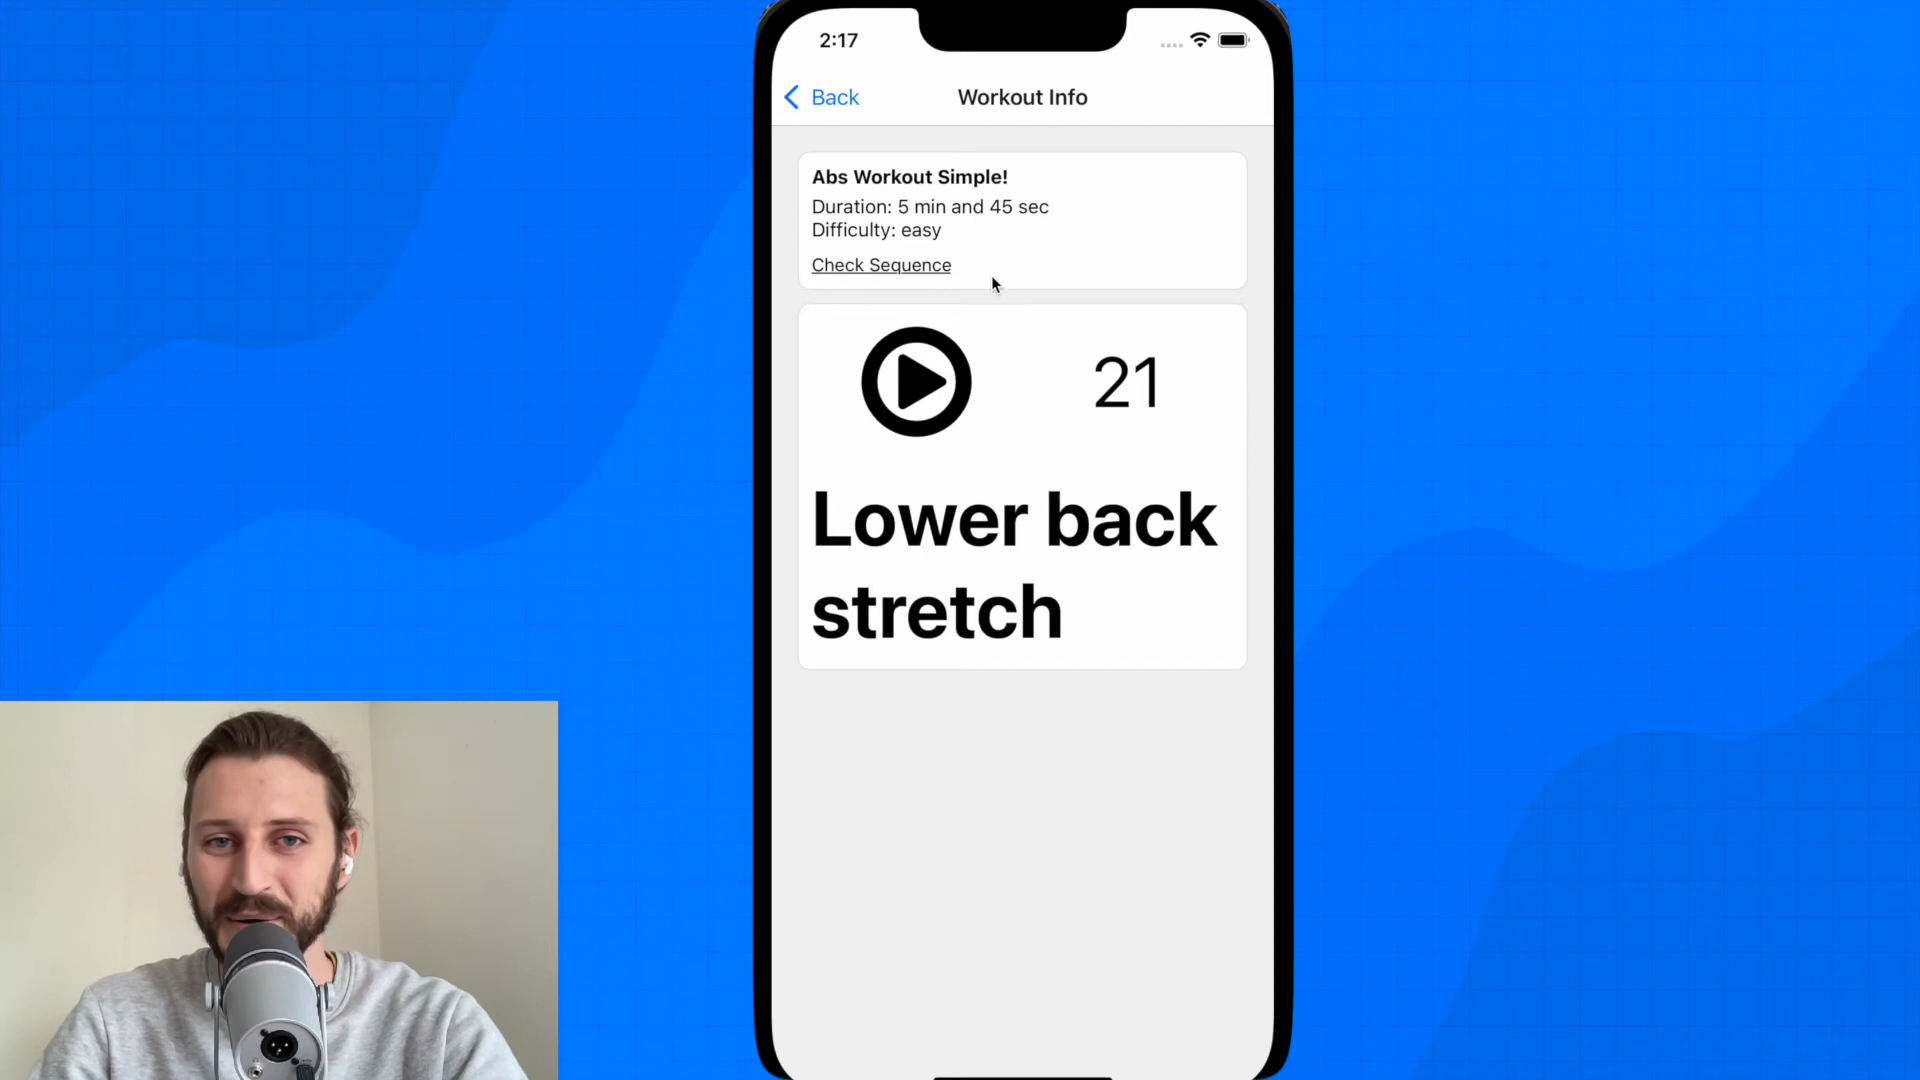 2:17
Back
Workout Info
Abs Workout Simple!
Duration: 5 min and 45 sec
Difficulty: easy
Check Sequence
21
Lower back
stretch